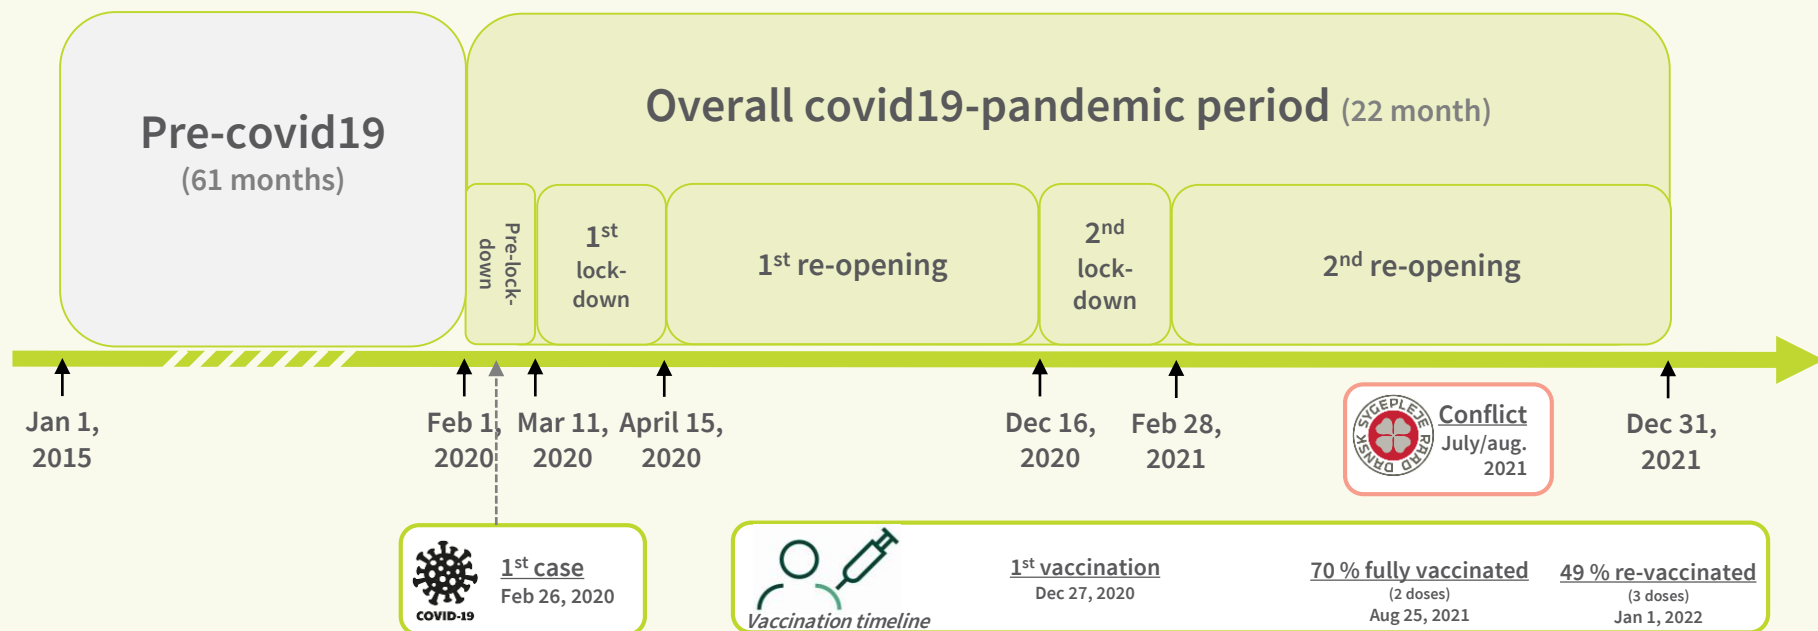 Pre-covid19
(61 months)
Overall covid19-pandemic period (22 month)
Pre-lock-
down
1st
lock-
down
1st re-opening
2nd
lock-
down
2nd re-opening
Jan 1,
2015
Feb 1,
2020
Mar 11,
2020
April 15,
2020
Dec 16,
2020
Feb 28,
2021
DANSK SYGEPLEJE RAAD
Conflict
July/aug.
2021
Dec 31,
2021
COVID-19
1st case
Feb 26, 2020
Vaccination timeline
1st vaccination
Dec 27, 2020
70 % fully vaccinated
(2 doses)
Aug 25, 2021
49 % re-vaccinated
(3 doses)
Jan 1, 2022